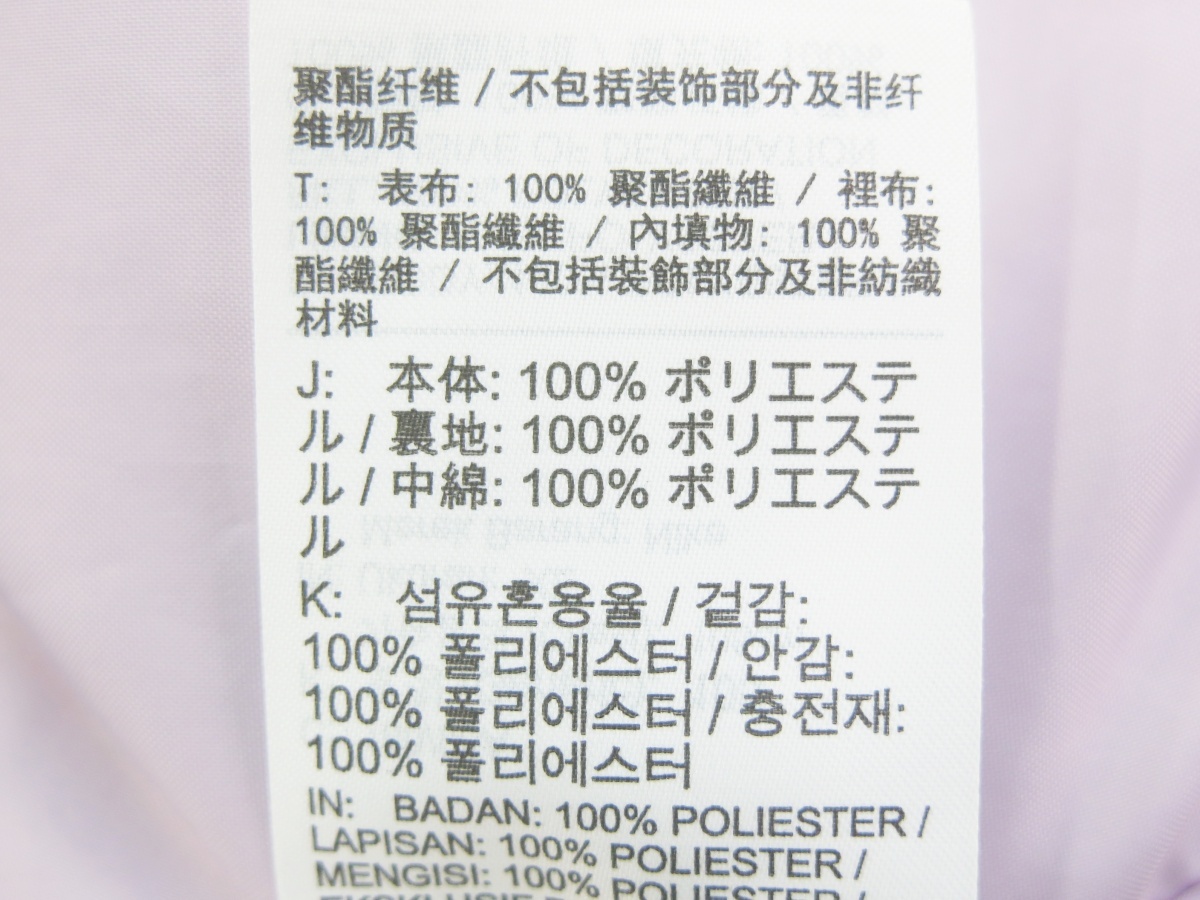 聚酯纤维 / 不包括装饰部分及非纤
维物质
T: 表布: 100% 聚酯纖維 / 裡布:
100% 聚酯纖維 / 內填物: 100% 聚
酯纖維 / 不包括裝飾部分及非紡織
材料
J: 本体: 100% ポリエステ
ル / 裏地: 100% ポリエステ
ル / 中綿: 100% ポリエステ
ル
K: 섬유혼용율 / 겉감:
100% 폴리에스터 / 안감:
100% 폴리에스터 / 충전재:
100% 폴리에스터
IN: BADAN: 100% POLIESTER /
LAPISAN: 100% POLIESTER /
MENGISI: 100% POLIESTER /